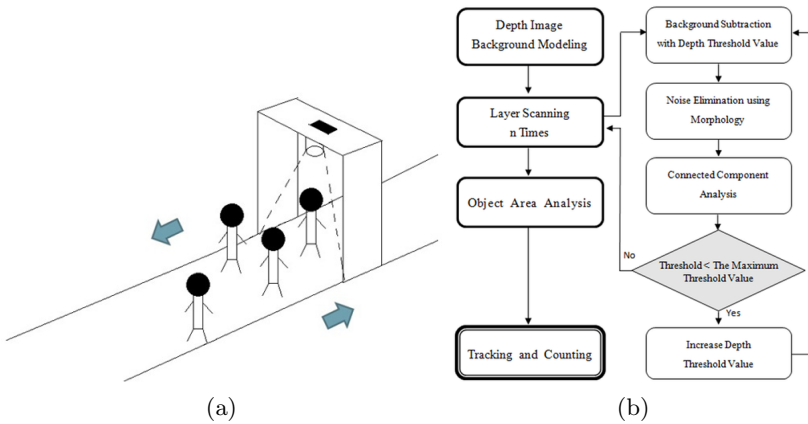 Depth Image
Background Modeling
Layer Scanning
n Times
Object Area Analysis
Tracking and Counting
Background Subtraction
with Depth Threshold Value
Noise Elimination using
Morphology
Connected Component
Analysis
No
Threshold < The Maximum
Threshold Value
Yes
Increase Depth
Threshold Value
(a)
(b)